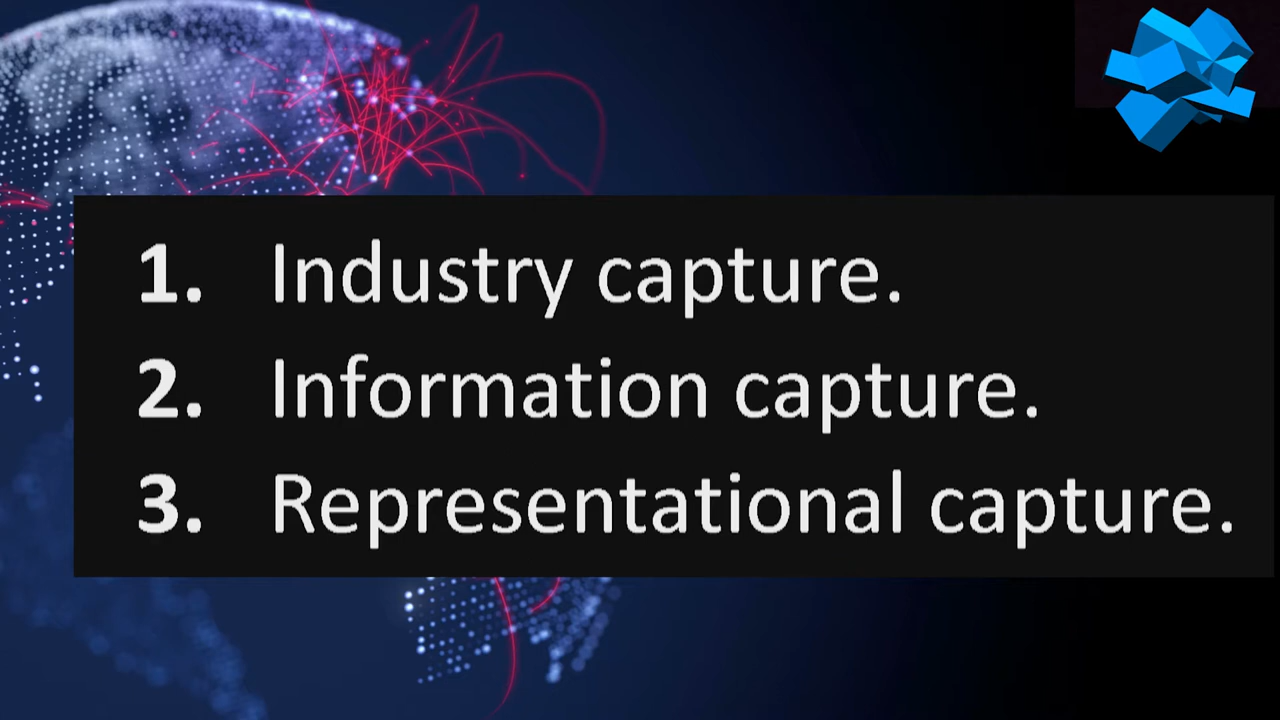 1. Industry capture.
2. Information capture.
3. Representational capture.